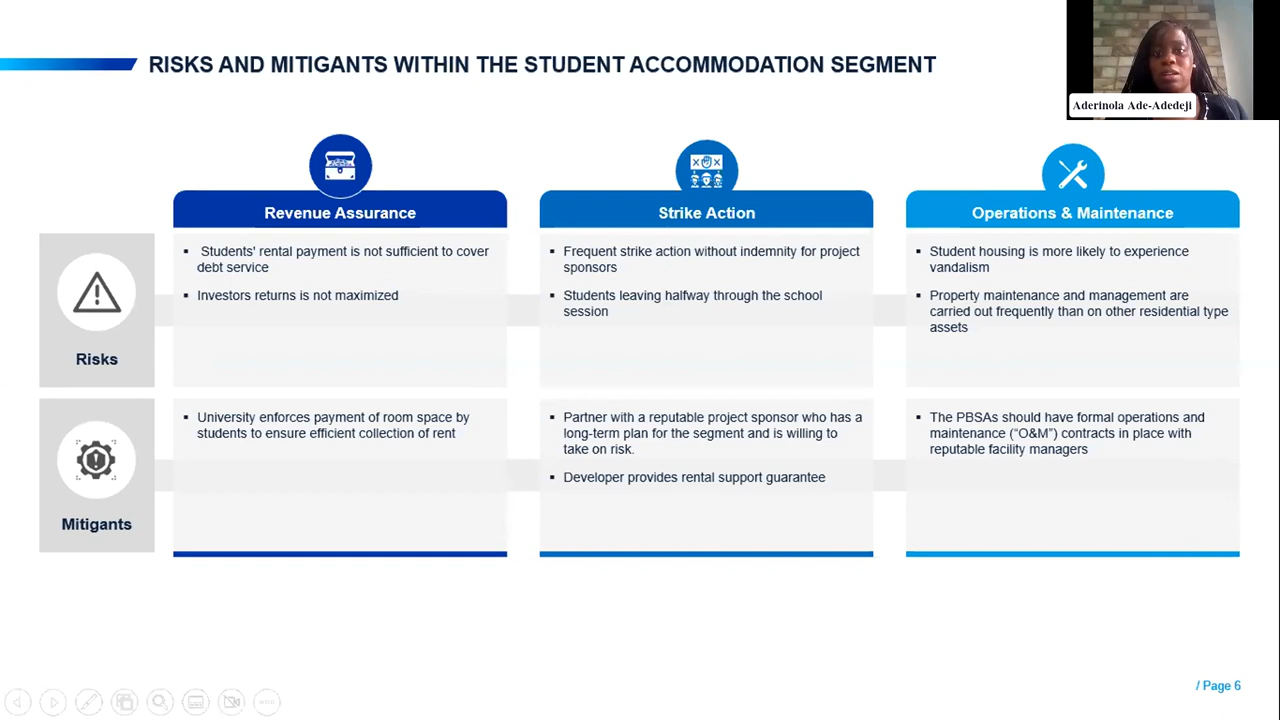 RISKS AND MITIGANTS WITHIN THE STUDENT ACCOMMODATION SEGMENT
Aderinola Ade-Adedeji
Revenue Assurance
Strike Action
Operations & Maintenance
Risks
▪ Students' rental payment is not sufficient to cover
debt service
▪ Investors returns is not maximized
▪ Frequent strike action without indemnity for project
sponsors
▪ Students leaving halfway through the school
session
▪ Student housing is more likely to experience
vandalism
▪ Property maintenance and management are
carried out frequently than on other residential type
assets
Mitigants
▪ University enforces payment of room space by
students to ensure efficient collection of rent
▪ Partner with a reputable project sponsor who has a
long-term plan for the segment and is willing to
take on risk.
▪ Developer provides rental support guarantee
▪ The PBSAs should have formal operations and
maintenance (“O&M”) contracts in place with
reputable facility managers
/ Page 6